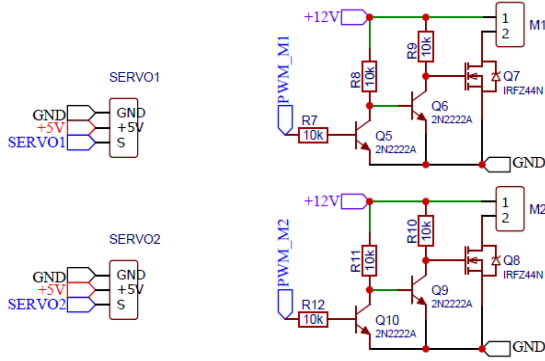 +12V
1
2
M1
PWM_M1
R9
10k
R8
10k
Q7
IRFZ44N
SERVO1
GND
+5V
SERVO1
GND
+5V
S
R7
10k
Q6
2N2222A
Q5
2N2222A
GND
+12V
1
2
M2
PWM_M2
R10
10k
R11
10k
Q8
IRFZ44N
SERVO2
GND
+5V
SERVO2
GND
+5V
S
R12
10k
Q9
2N2222A
Q10
2N2222A
GND